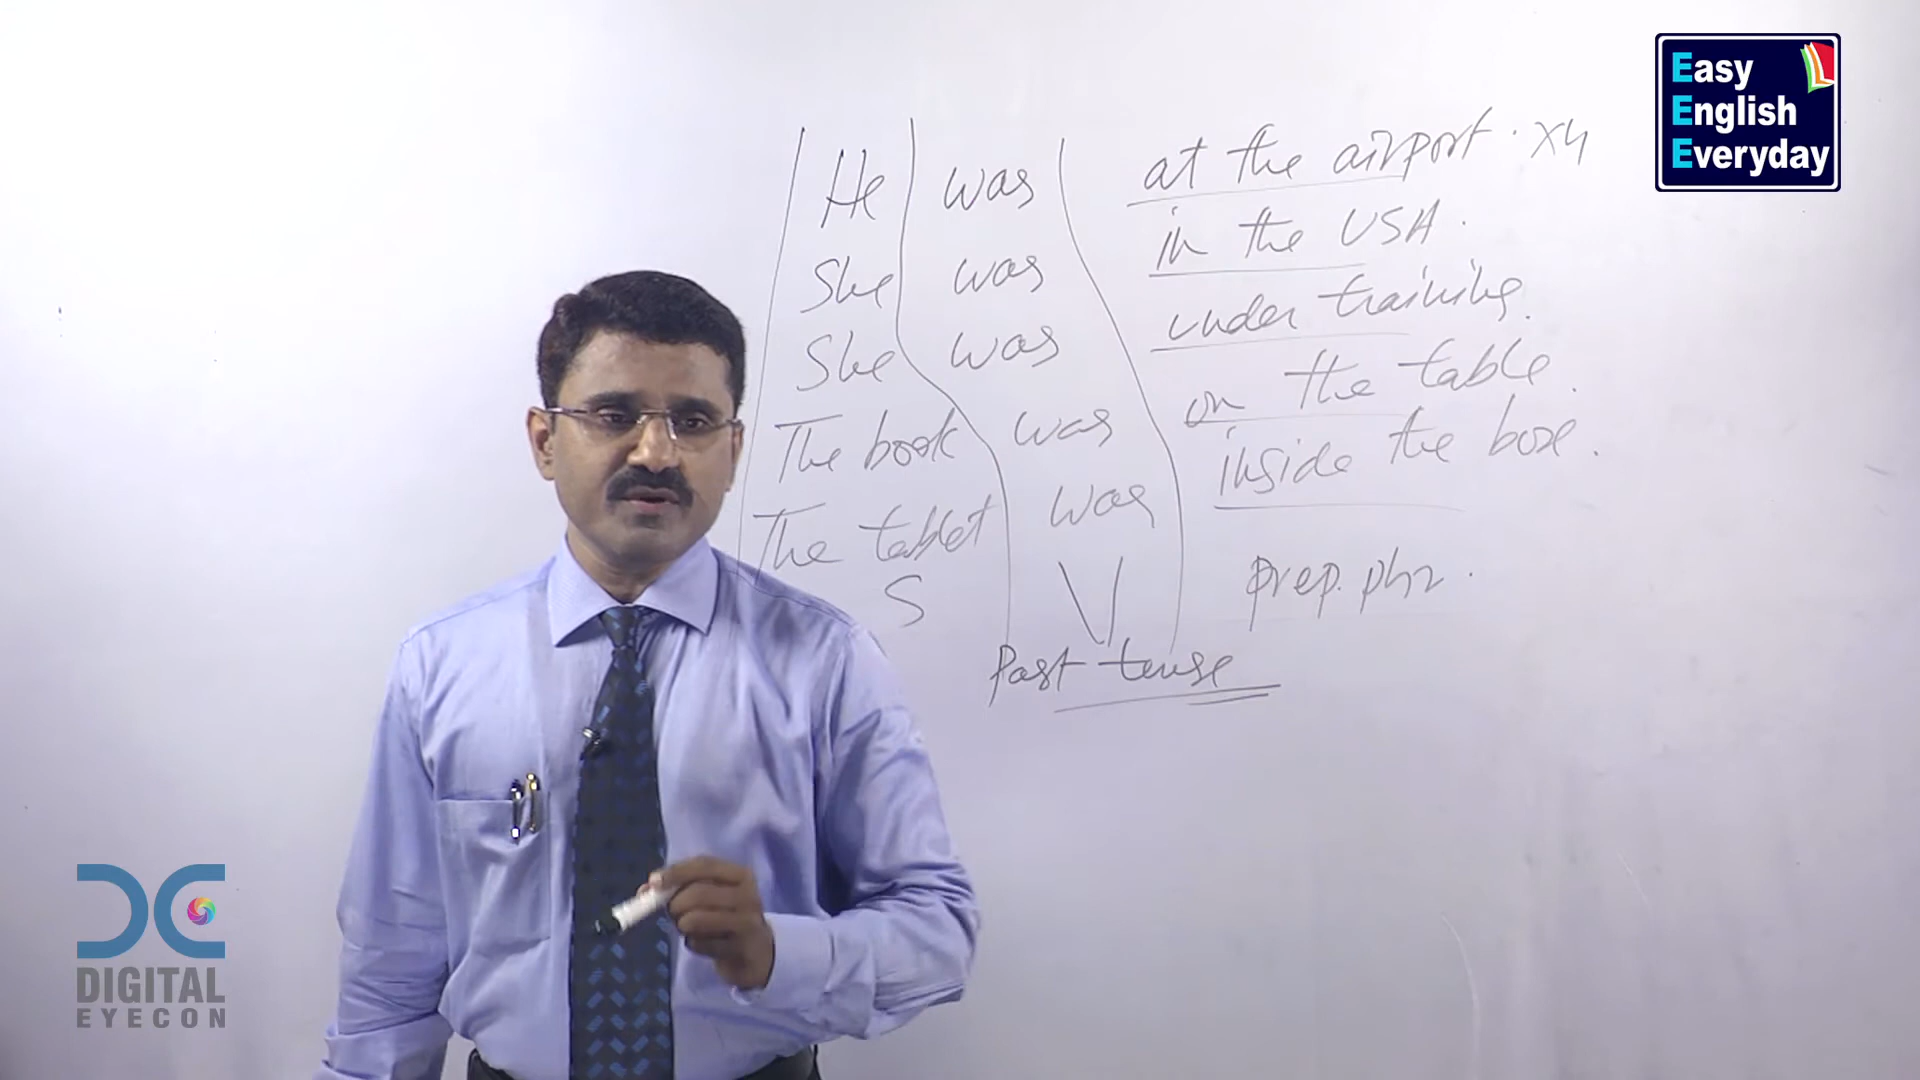 Easy
English
Everyday
He was at the airport. x4
She was in the USA.
She was under training.
The book was on the table.
The tablet was inside the box.
S V prep. phr.
Past tense
DC
DIGITAL
EYECON